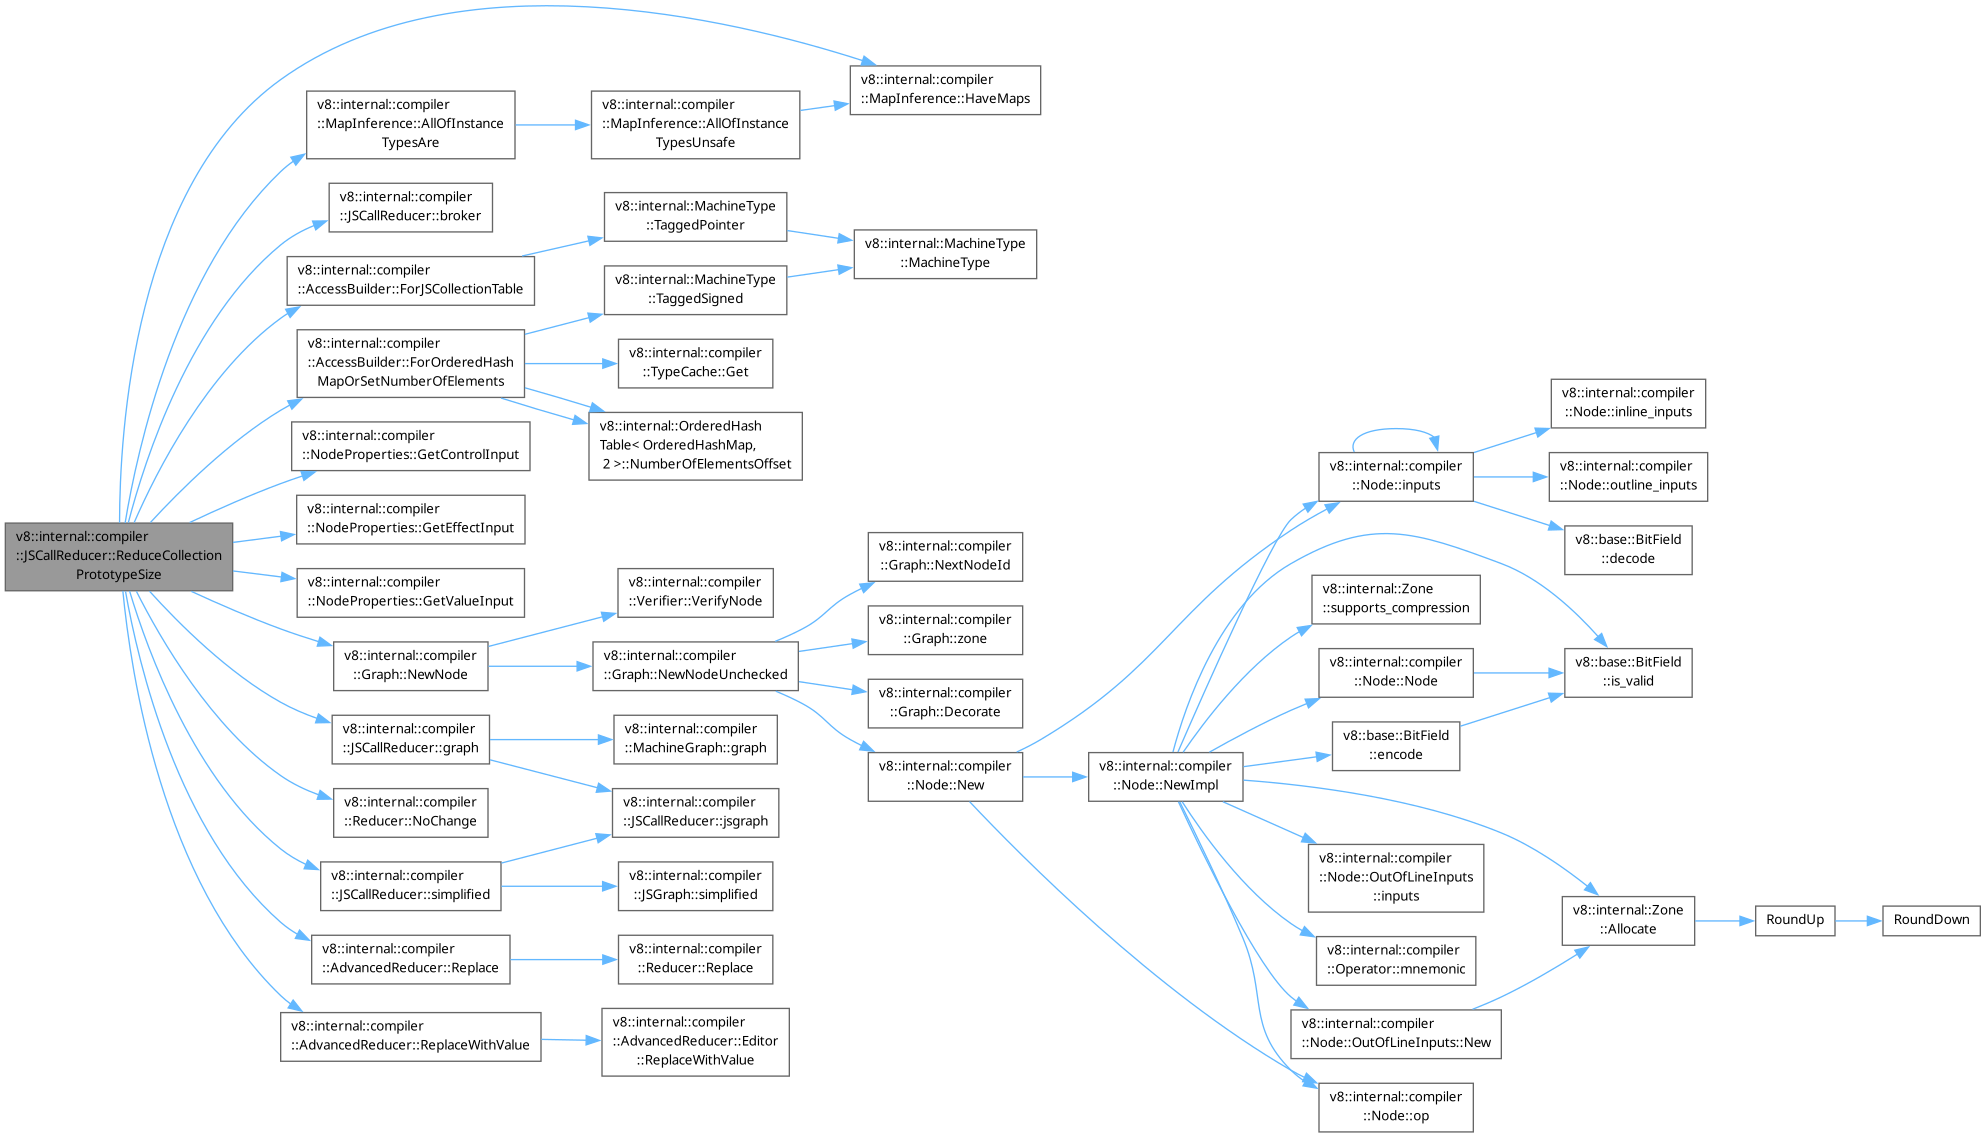 v8::internal::compiler
::JSCallReducer::ReduceCollection
PrototypeSize
v8::internal::compiler
::MapInference::AllOfInstance
TypesAre
v8::internal::compiler
::MapInference::AllOfInstance
TypesUnsafe
v8::internal::compiler
::MapInference::HaveMaps
v8::internal::compiler
::JSCallReducer::broker
v8::internal::compiler
::AccessBuilder::ForJSCollectionTable
v8::internal::MachineType
::TaggedPointer
v8::internal::MachineType
::MachineType
v8::internal::compiler
::AccessBuilder::ForOrderedHash
MapOrSetNumberOfElements
v8::internal::MachineType
::TaggedSigned
v8::internal::compiler
::TypeCache::Get
v8::internal::OrderedHash
Table< OrderedHashMap,
2 >::NumberOfElementsOffset
v8::internal::compiler
::NodeProperties::GetControlInput
v8::internal::compiler
::NodeProperties::GetEffectInput
v8::internal::compiler
::NodeProperties::GetValueInput
v8::internal::compiler
::Graph::NewNode
v8::internal::compiler
::Verifier::VerifyNode
v8::internal::compiler
::Graph::NewNodeUnchecked
v8::internal::compiler
::Graph::NextNodeId
v8::internal::compiler
::Graph::zone
v8::internal::compiler
::Graph::Decorate
v8::internal::compiler
::Node::New
v8::internal::compiler
::Node::NewImpl
v8::internal::compiler
::Node::inputs
v8::internal::compiler
::Node::inline_inputs
v8::internal::compiler
::Node::outline_inputs
v8::base::BitField
::decode
v8::internal::Zone
::supports_compression
v8::internal::compiler
::Node::Node
v8::base::BitField
::is_valid
v8::base::BitField
::encode
v8::internal::compiler
::Node::OutOfLineInputs
::inputs
v8::internal::compiler
::Operator::mnemonic
v8::internal::compiler
::Node::OutOfLineInputs::New
v8::internal::compiler
::Node::op
v8::internal::Zone
::Allocate
RoundUp
RoundDown
v8::internal::compiler
::JSCallReducer::graph
v8::internal::compiler
::MachineGraph::graph
v8::internal::compiler
::JSCallReducer::jsgraph
v8::internal::compiler
::Reducer::NoChange
v8::internal::compiler
::JSCallReducer::simplified
v8::internal::compiler
::JSGraph::simplified
v8::internal::compiler
::AdvancedReducer::Replace
v8::internal::compiler
::Reducer::Replace
v8::internal::compiler
::AdvancedReducer::ReplaceWithValue
v8::internal::compiler
::AdvancedReducer::Editor
::ReplaceWithValue